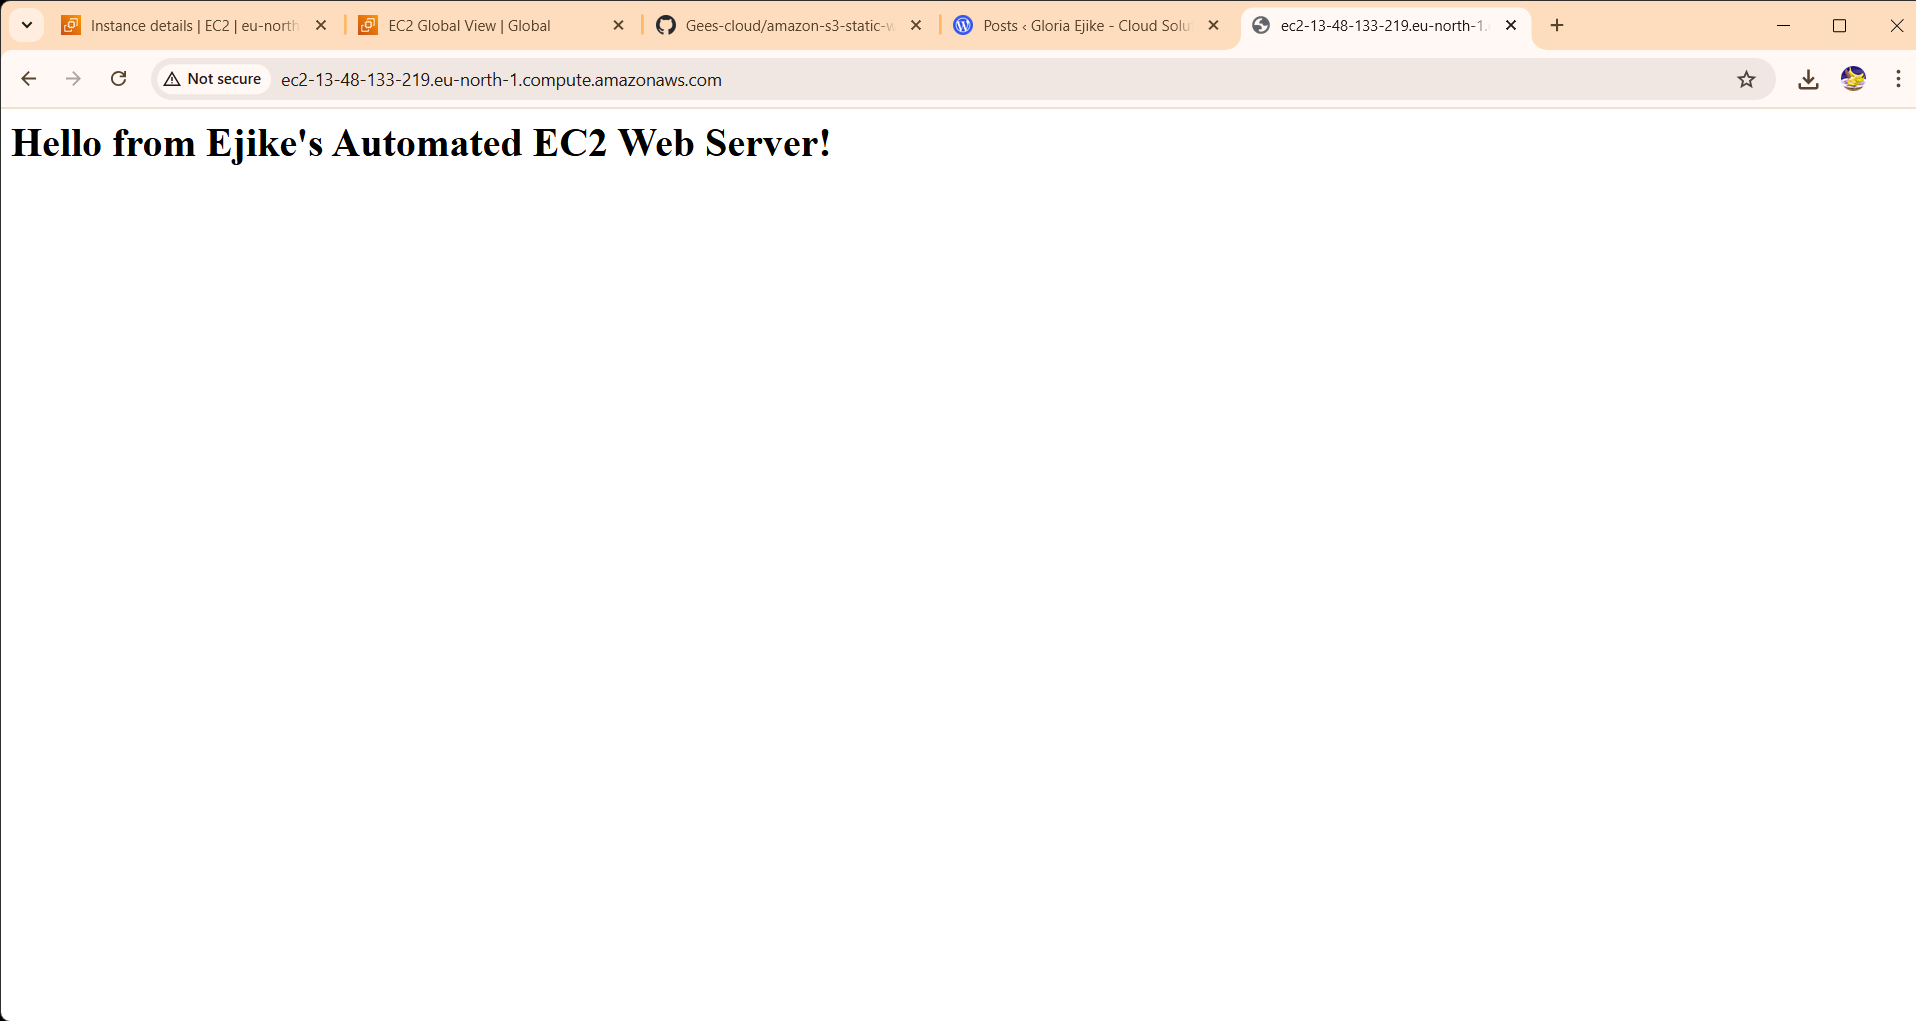 Instance details | EC2 | eu-north
EC2 Global View | Global
Gees-cloud/amazon-s3-static-w
Posts ‹ Gloria Ejike - Cloud Solu
ec2-13-48-133-219.eu-north-1.
Not secure
ec2-13-48-133-219.eu-north-1.compute.amazonaws.com
Hello from Ejike's Automated EC2 Web Server!